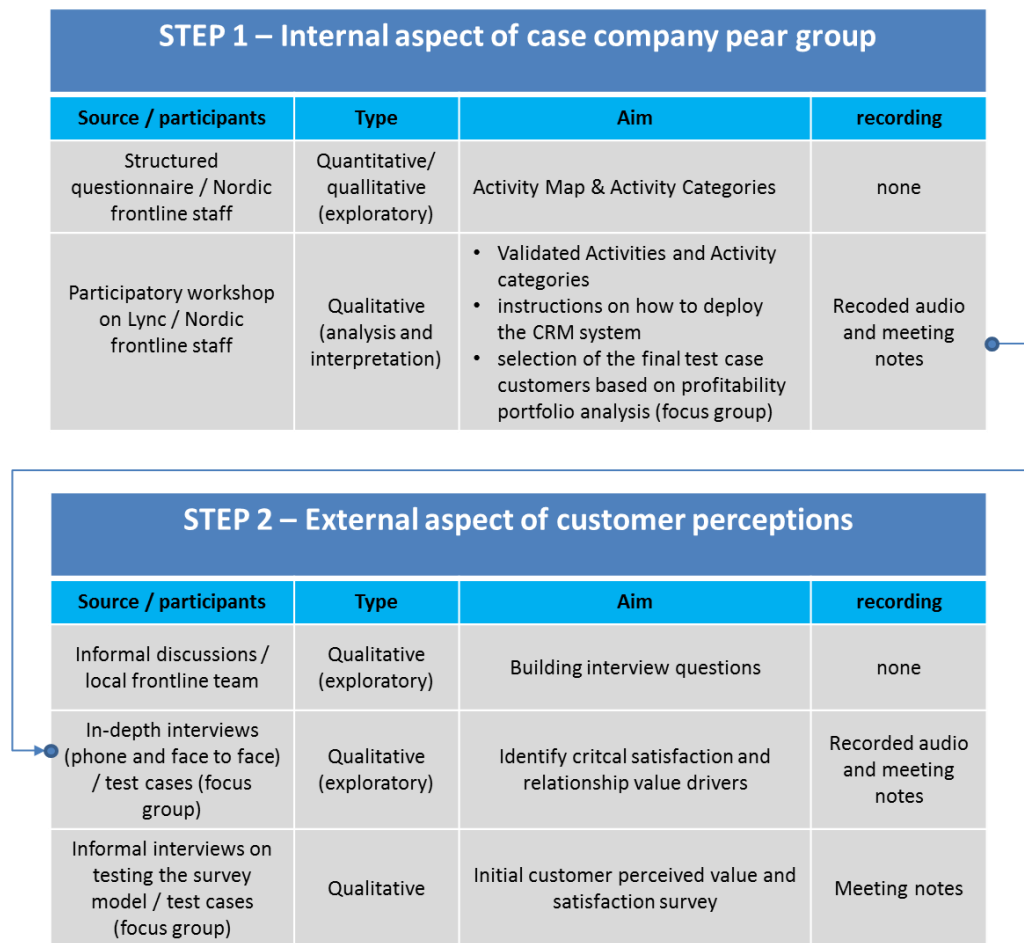 STEP 1 – Internal aspect of case company pear group
Source / participants
Type
Aim
recording
Structured
questionnaire / Nordic
frontline staff
Quantitative/
quallitative
(exploratory)
Activity Map & Activity Categories
none
Participatory workshop
on Lync / Nordic
frontline staff
Qualitative
(analysis and
interpretation)
• Validated Activities and Activity
categories
• instructions on how to deploy
the CRM system
• selection of the final test case
customers based on profitability
portfolio analysis (focus group)
Recoded audio
and meeting
notes
STEP 2 – External aspect of customer perceptions
Source / participants
Type
Aim
recording
Informal discussions /
local frontline team
Qualitative
(exploratory)
Building interview questions
none
In-depth interviews
(phone and face to face)
/ test cases (focus
group)
Qualitative
(exploratory)
Identify critcal satisfaction and
relationship value drivers
Recorded audio
and meeting
notes
Informal interviews on
testing the survey
model / test cases
(focus group)
Qualitative
Initial customer perceived value and
satisfaction survey
Meeting notes